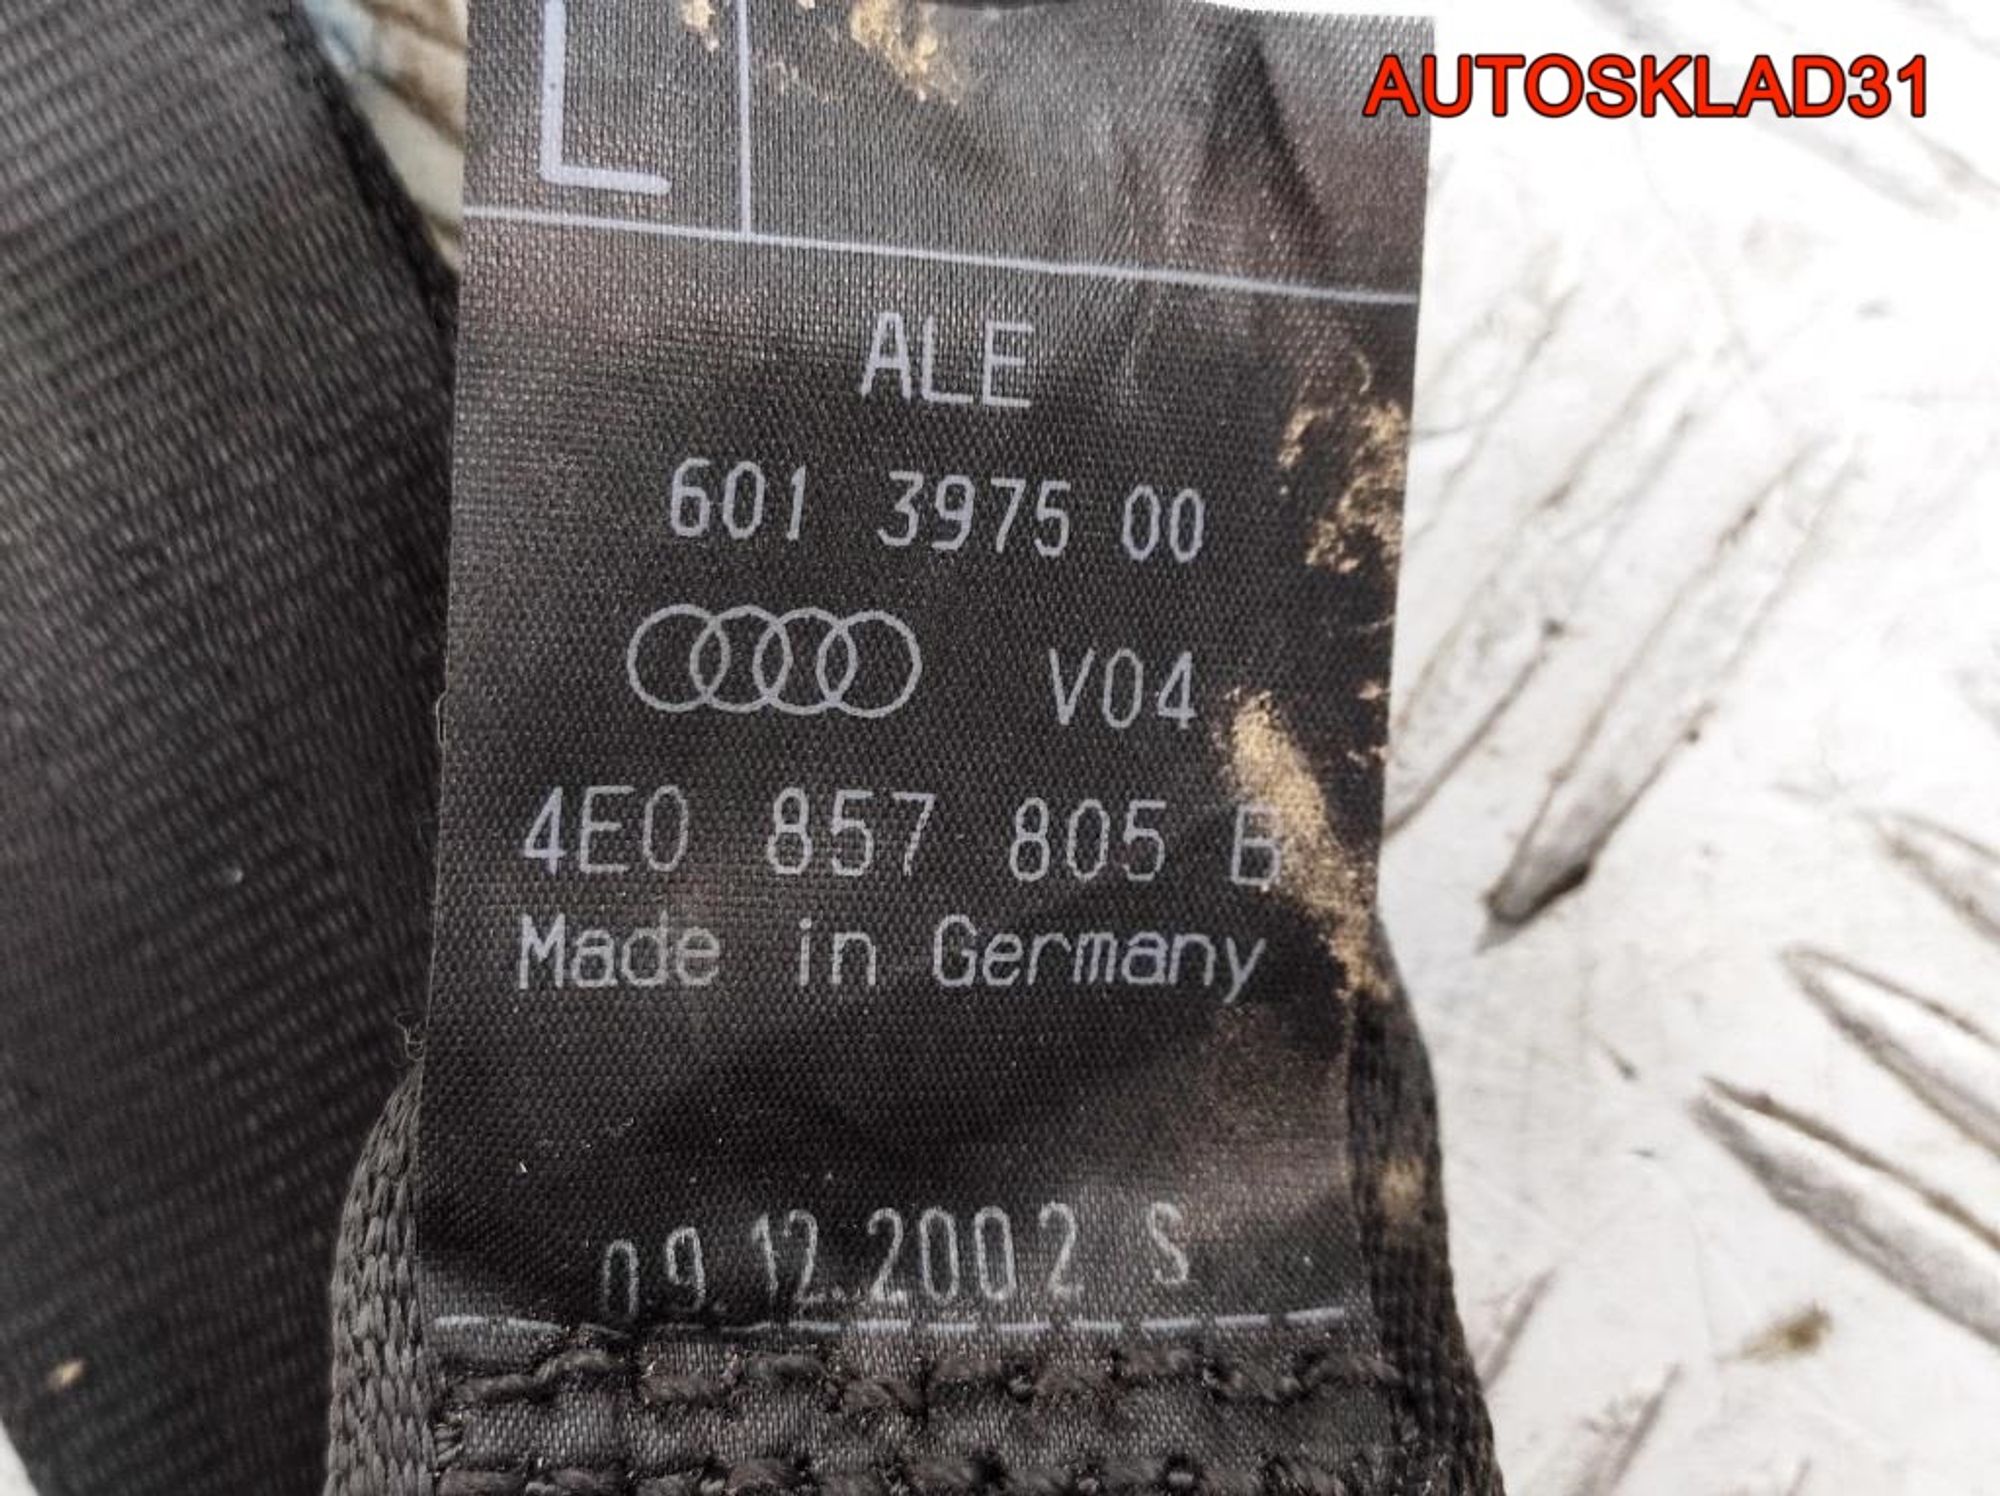 AUTOSKLAD31
L
ALE
601 3975 00
V04
4E0 857 805 B
Made in Germany
09.12.2002 S